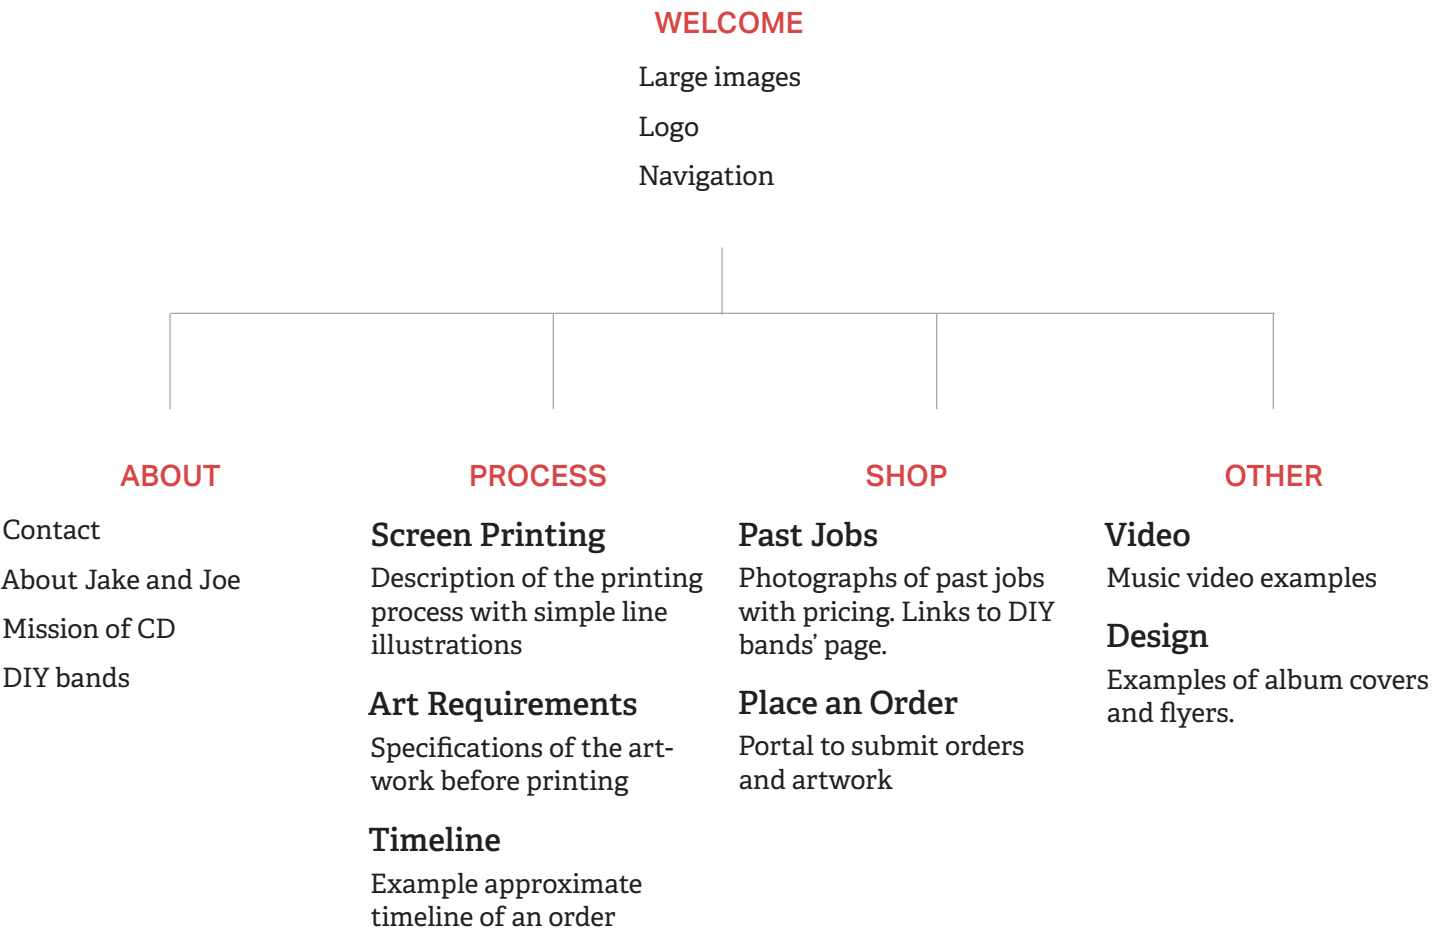 WELCOME
Large images
Logo
Navigation
ABOUT
Contact
About Jake and Joe
Mission of CD
DIY bands
PROCESS
Screen Printing
Description of the printing
process with simple line
illustrations
Art Requirements
Specifications of the art-
work before printing
Timeline
Example approximate
timeline of an order
SHOP
Past Jobs
Photographs of past jobs
with pricing. Links to DIY
bands’ page.
Place an Order
Portal to submit orders
and artwork
OTHER
Video
Music video examples
Design
Examples of album covers
and flyers.